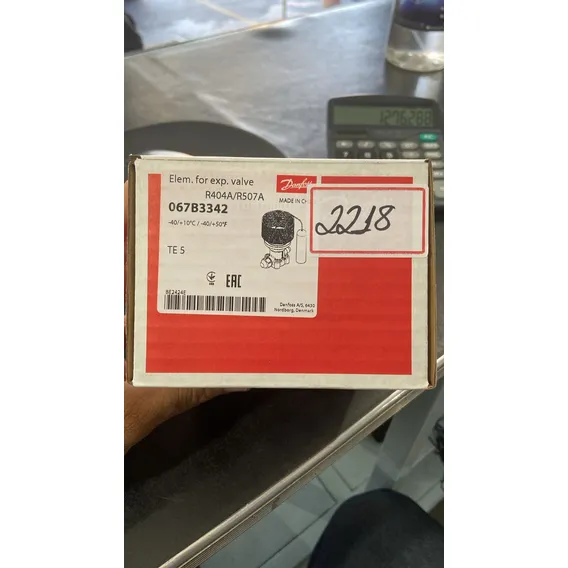 1276288
Elem. for exp. valve
R404A/R507A
Danfoss
067B3342
MADE IN CH
-40/+10°C / -40/+50°F
2218
TE 5
EAC
Danfoss A/S, 6430
Nordborg, Denmark